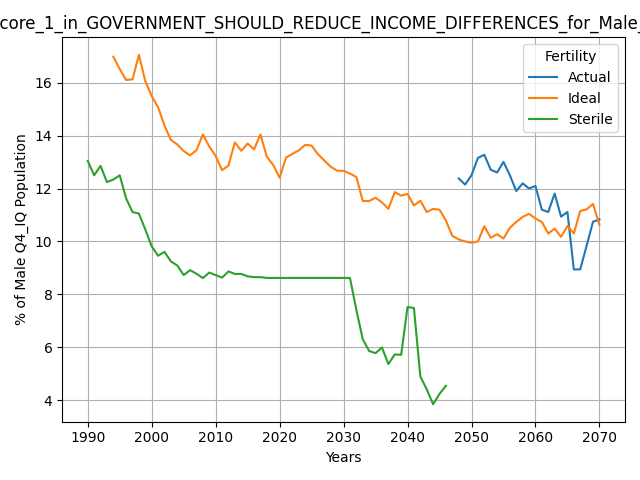 core_1_in_GOVERNMENT_SHOULD_REDUCE_INCOME_DIFFERENCES_for_Male_
Fertility
Actual
Ideal
Sterile
% of Male Q4_IQ Population
16
14
12
10
8
6
4
1990 2000 2010 2020 2030 2040 2050 2060 2070
Years